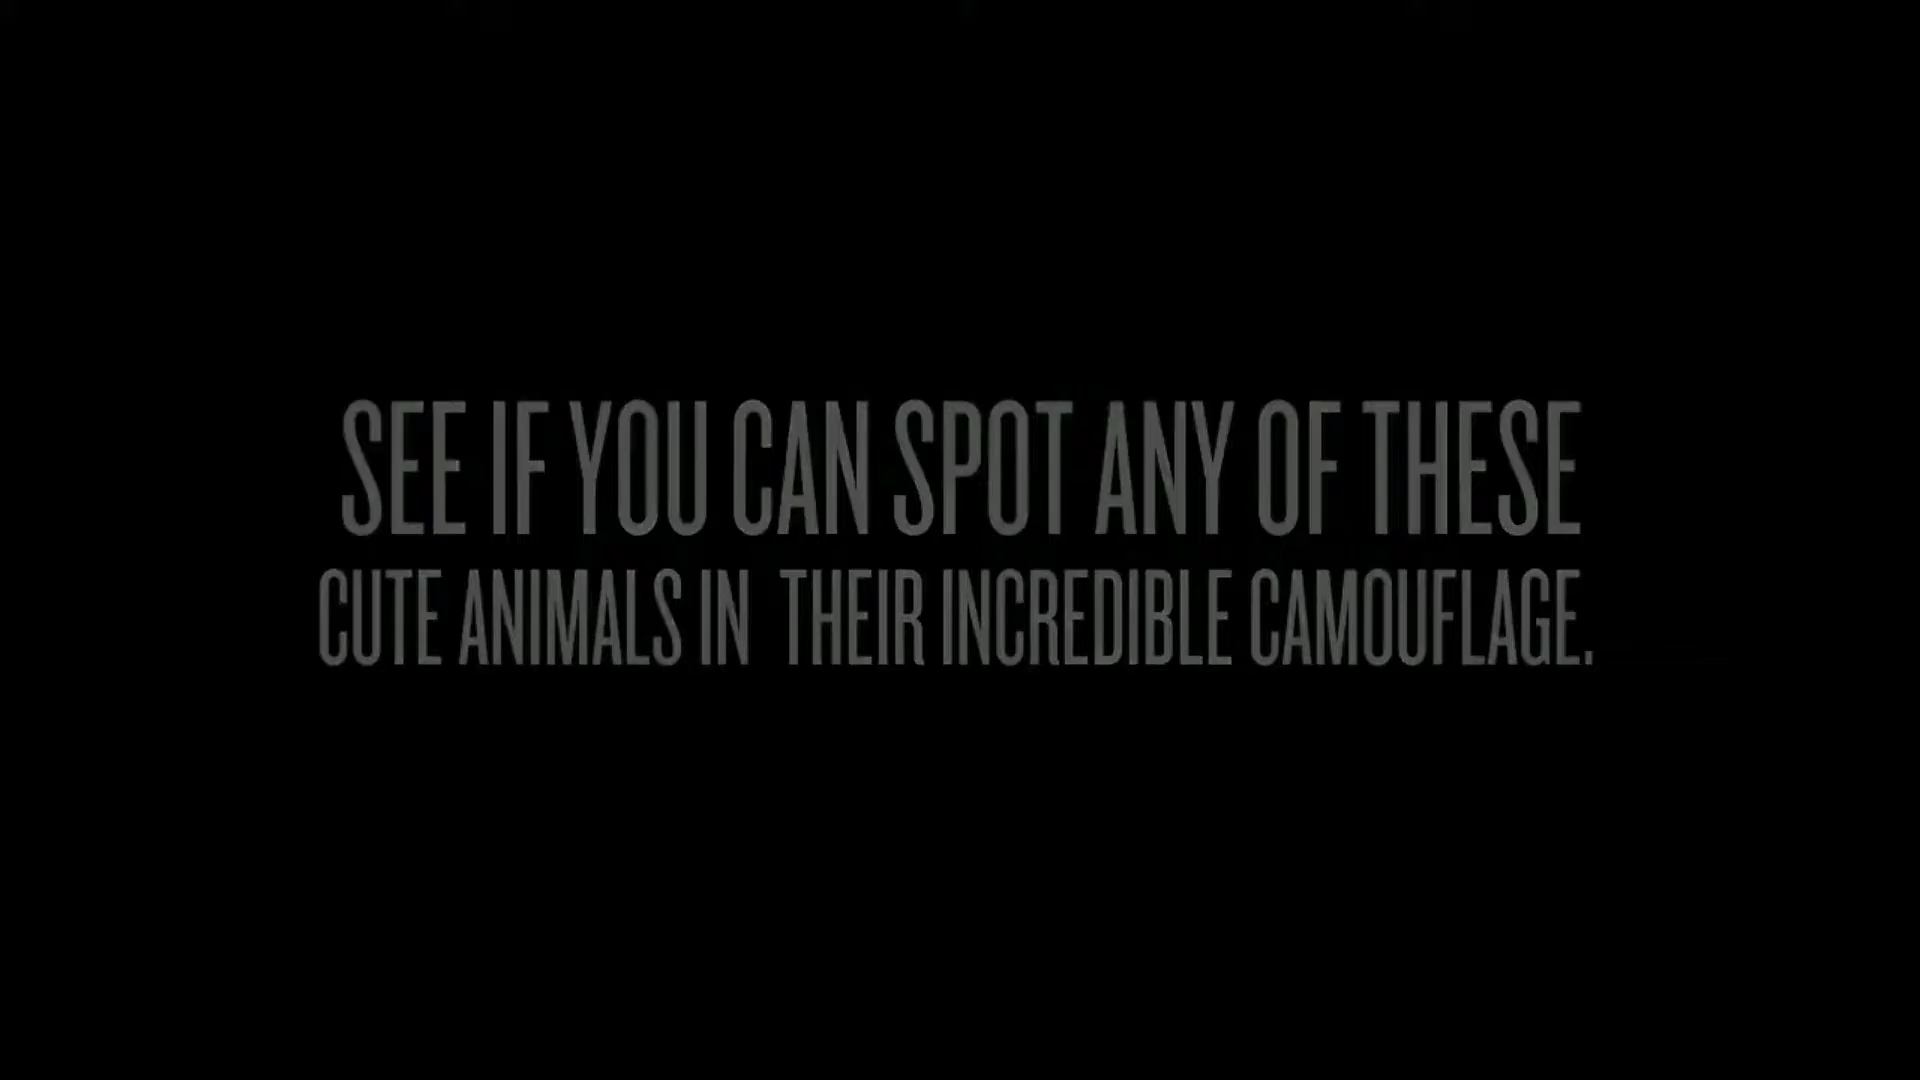 SEE IF YOU CAN SPOT ANY OF THESE
CUTE ANIMALS IN THEIR INCREDIBLE CAMOUFLAGE.